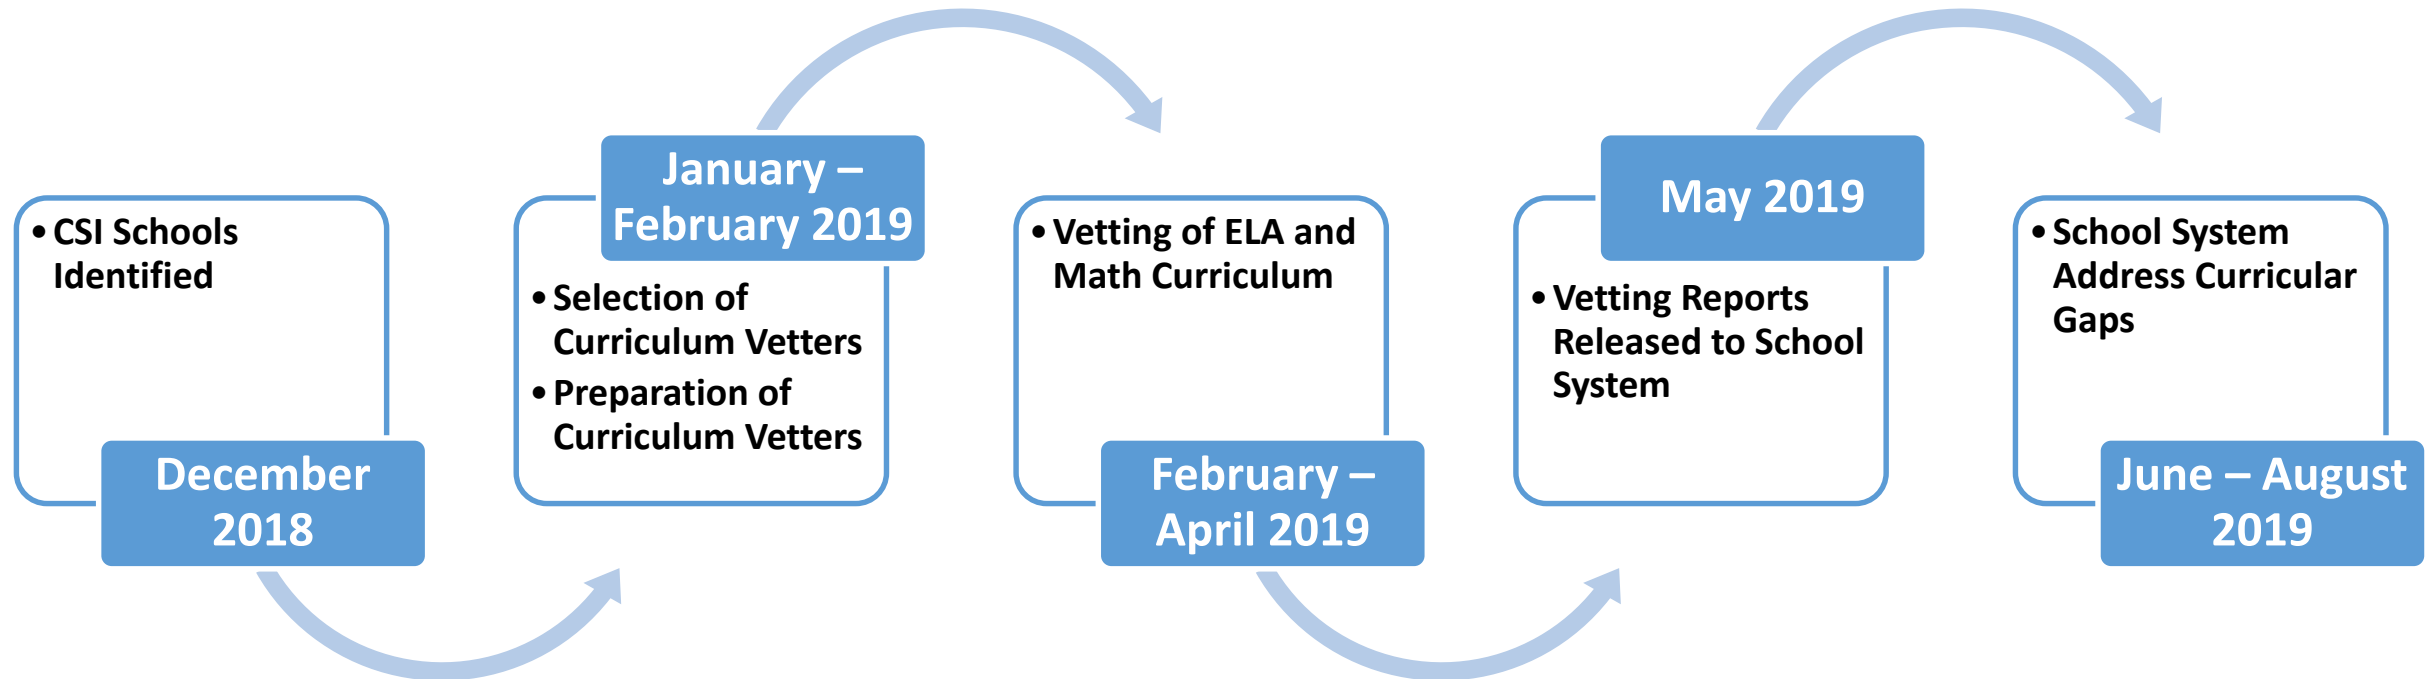 • CSI Schools
Identified
December
2018
January –
February 2019
• Selection of
Curriculum Vetters
• Preparation of
Curriculum Vetters
• Vetting of ELA and
Math Curriculum
February –
April 2019
May 2019
• Vetting Reports
Released to School
System
• School System
Address Curricular
Gaps
June – August
2019